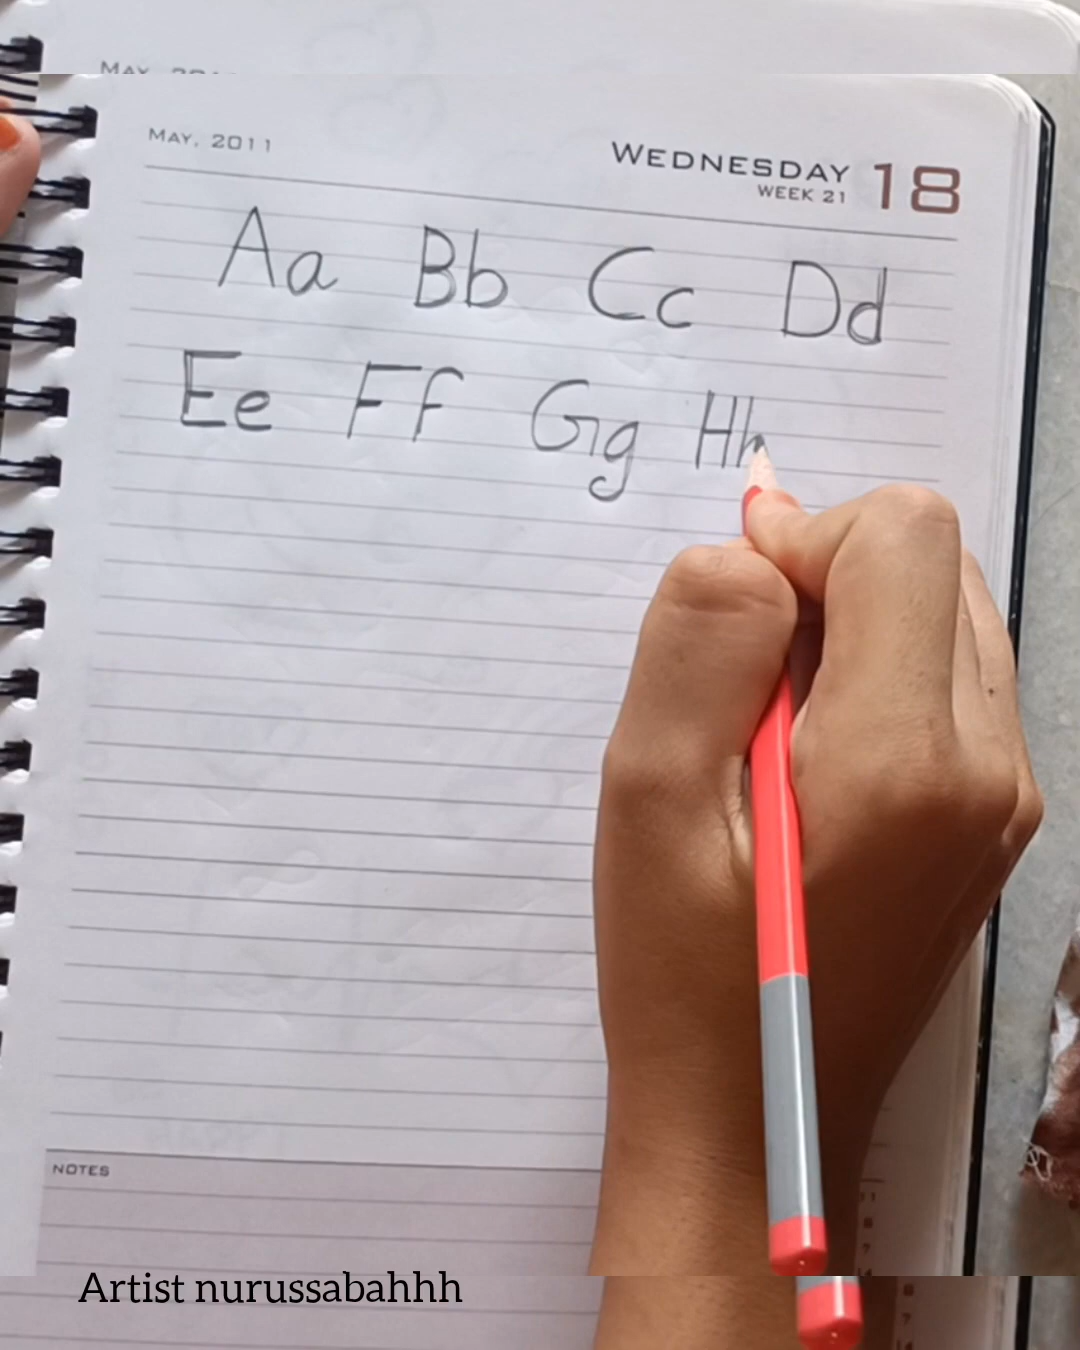 MAY, 2011
WEDNESDAY 18
WEEK 21
Aa Bb Cc Dd
Ee Ff Gg Hh
NOTES
Artist nurussabahhh